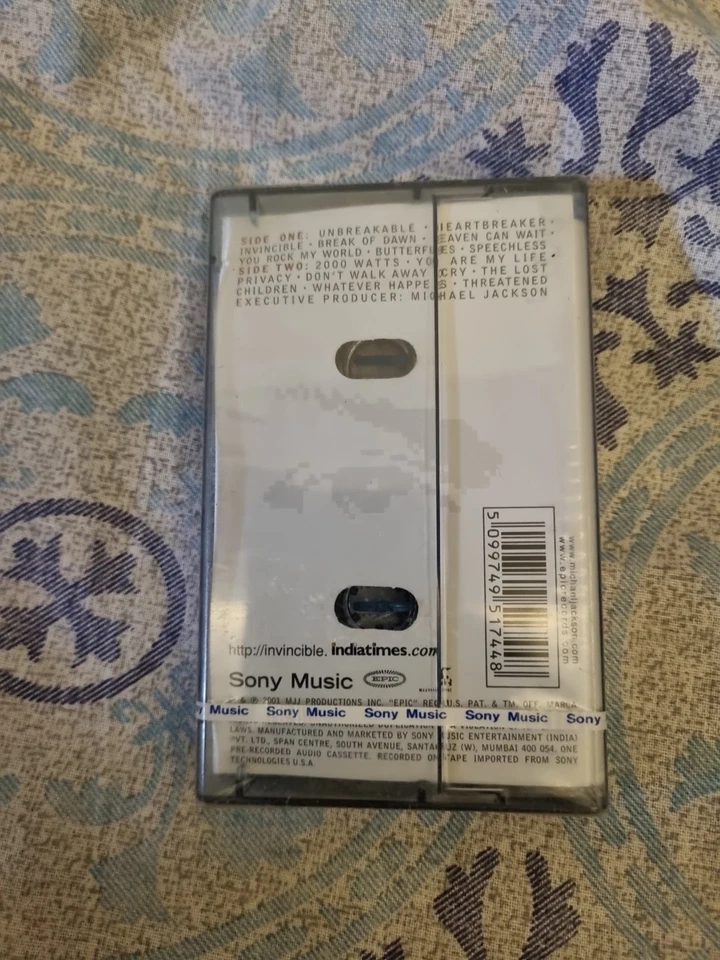 SIDE ONE: UNBREAKABLE · HEARTBREAKER ·
INVINCIBLE · BREAK OF DAWN · HEAVEN CAN WAIT ·
YOU ROCK MY WORLD · BUTTERFLIES · SPEECHLESS
SIDE TWO: 2000 WATTS · YOU ARE MY LIFE
PRIVACY · DON'T WALK AWAY CRY · THE LOST
CHILDREN · WHATEVER HAPPENS · THREATENED
EXECUTIVE PRODUCER: MICHAEL JACKSON
5 099749 517448
www.michaeljackson.com
www.epicrecords.com
http://invincible.indiatimes.com
Sony Music EPIC
& ℗ 2001 MJJ PRODUCTIONS INC. "EPIC" REG. U.S. PAT. & TM. OFF. MARCA
Music Sony Music Sony Music Sony Music Sony
UNAUTHORIZED DUPLICATION
LAWS. MANUFACTURED AND MARKETED BY SONY MUSIC ENTERTAINMENT (INDIA)
PVT. LTD., SPAN CENTRE, SOUTH AVENUE, SANTACRUZ (W), MUMBAI 400 054. ONE
PRE-RECORDED AUDIO CASSETTE. RECORDED ON TAPE IMPORTED FROM SONY
TECHNOLOGIES U.S.A.